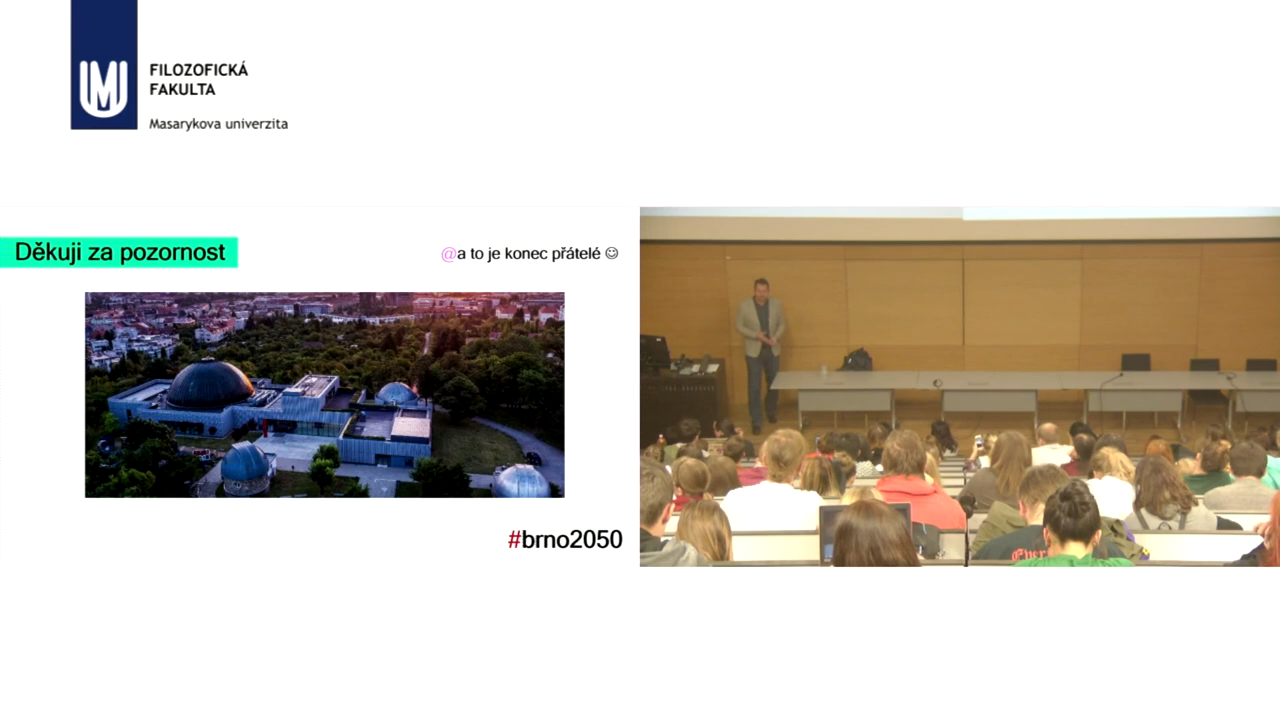 FILOZOFICKÁ
FAKULTA
Masarykova univerzita
Děkuji za pozornost
@a to je konec přátelé ☺
#brno2050